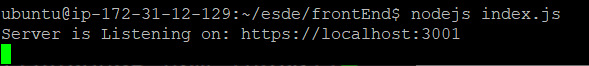 ubuntu@ip-172-31-12-129:~/esde/frontEnd$ nodejs index.js
Server is Listening on: https://localhost:3001